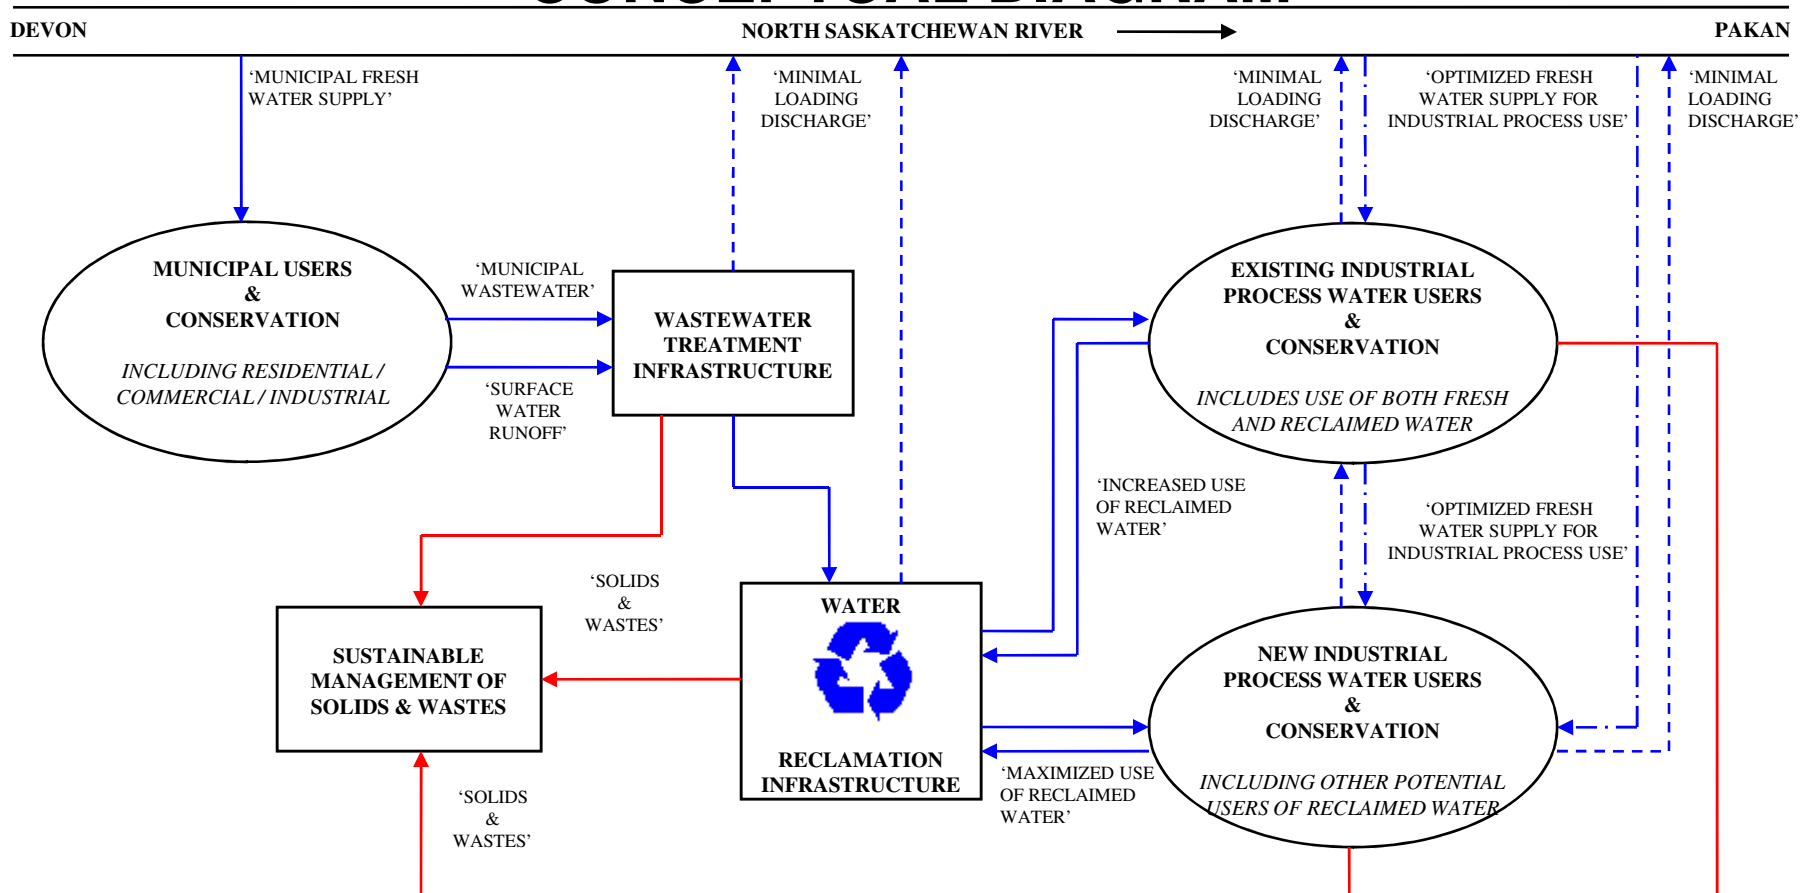 CONCEPTUAL DIAGRAM
DEVON
NORTH SASKATCHEWAN RIVER
PAKAN
‘MUNICIPAL FRESH
WATER SUPPLY’
‘MINIMAL
LOADING
DISCHARGE’
‘MINIMAL
LOADING
DISCHARGE’
‘OPTIMIZED FRESH
WATER SUPPLY FOR
INDUSTRIAL PROCESS USE’
‘MINIMAL
LOADING
DISCHARGE’
MUNICIPAL USERS
&
CONSERVATION
INCLUDING RESIDENTIAL /
COMMERCIAL / INDUSTRIAL
‘MUNICIPAL
WASTEWATER’
‘SURFACE
WATER
RUNOFF’
WASTEWATER
TREATMENT
INFRASTRUCTURE
EXISTING INDUSTRIAL
PROCESS WATER USERS
&
CONSERVATION
INCLUDES USE OF BOTH FRESH
AND RECLAIMED WATER
‘INCREASED USE
OF RECLAIMED
WATER’
‘OPTIMIZED FRESH
WATER SUPPLY FOR
INDUSTRIAL PROCESS USE’
‘SOLIDS
&
WASTES’
SUSTAINABLE
MANAGEMENT OF
SOLIDS & WASTES
WATER
RECLAMATION
INFRASTRUCTURE
NEW INDUSTRIAL
PROCESS WATER USERS
&
CONSERVATION
INCLUDING OTHER POTENTIAL
USERS OF RECLAIMED WATER
‘MAXIMIZED USE
OF RECLAIMED
WATER’
‘SOLIDS
&
WASTES’